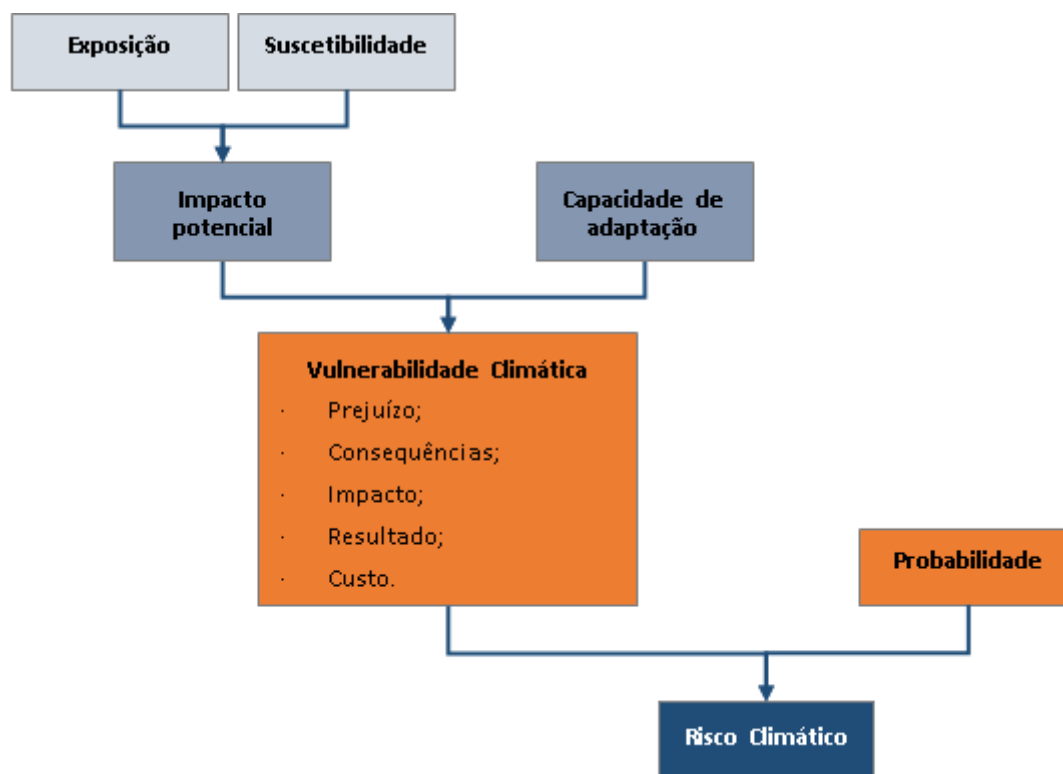 Exposição
Suscetibilidade
Impacto
potencial
Capacidade de
adaptação
Vulnerabilidade Climática
· Prejuízo;
· Consequências;
· Impacto;
· Resultado;
· Custo.
Probabilidade
Risco Climático